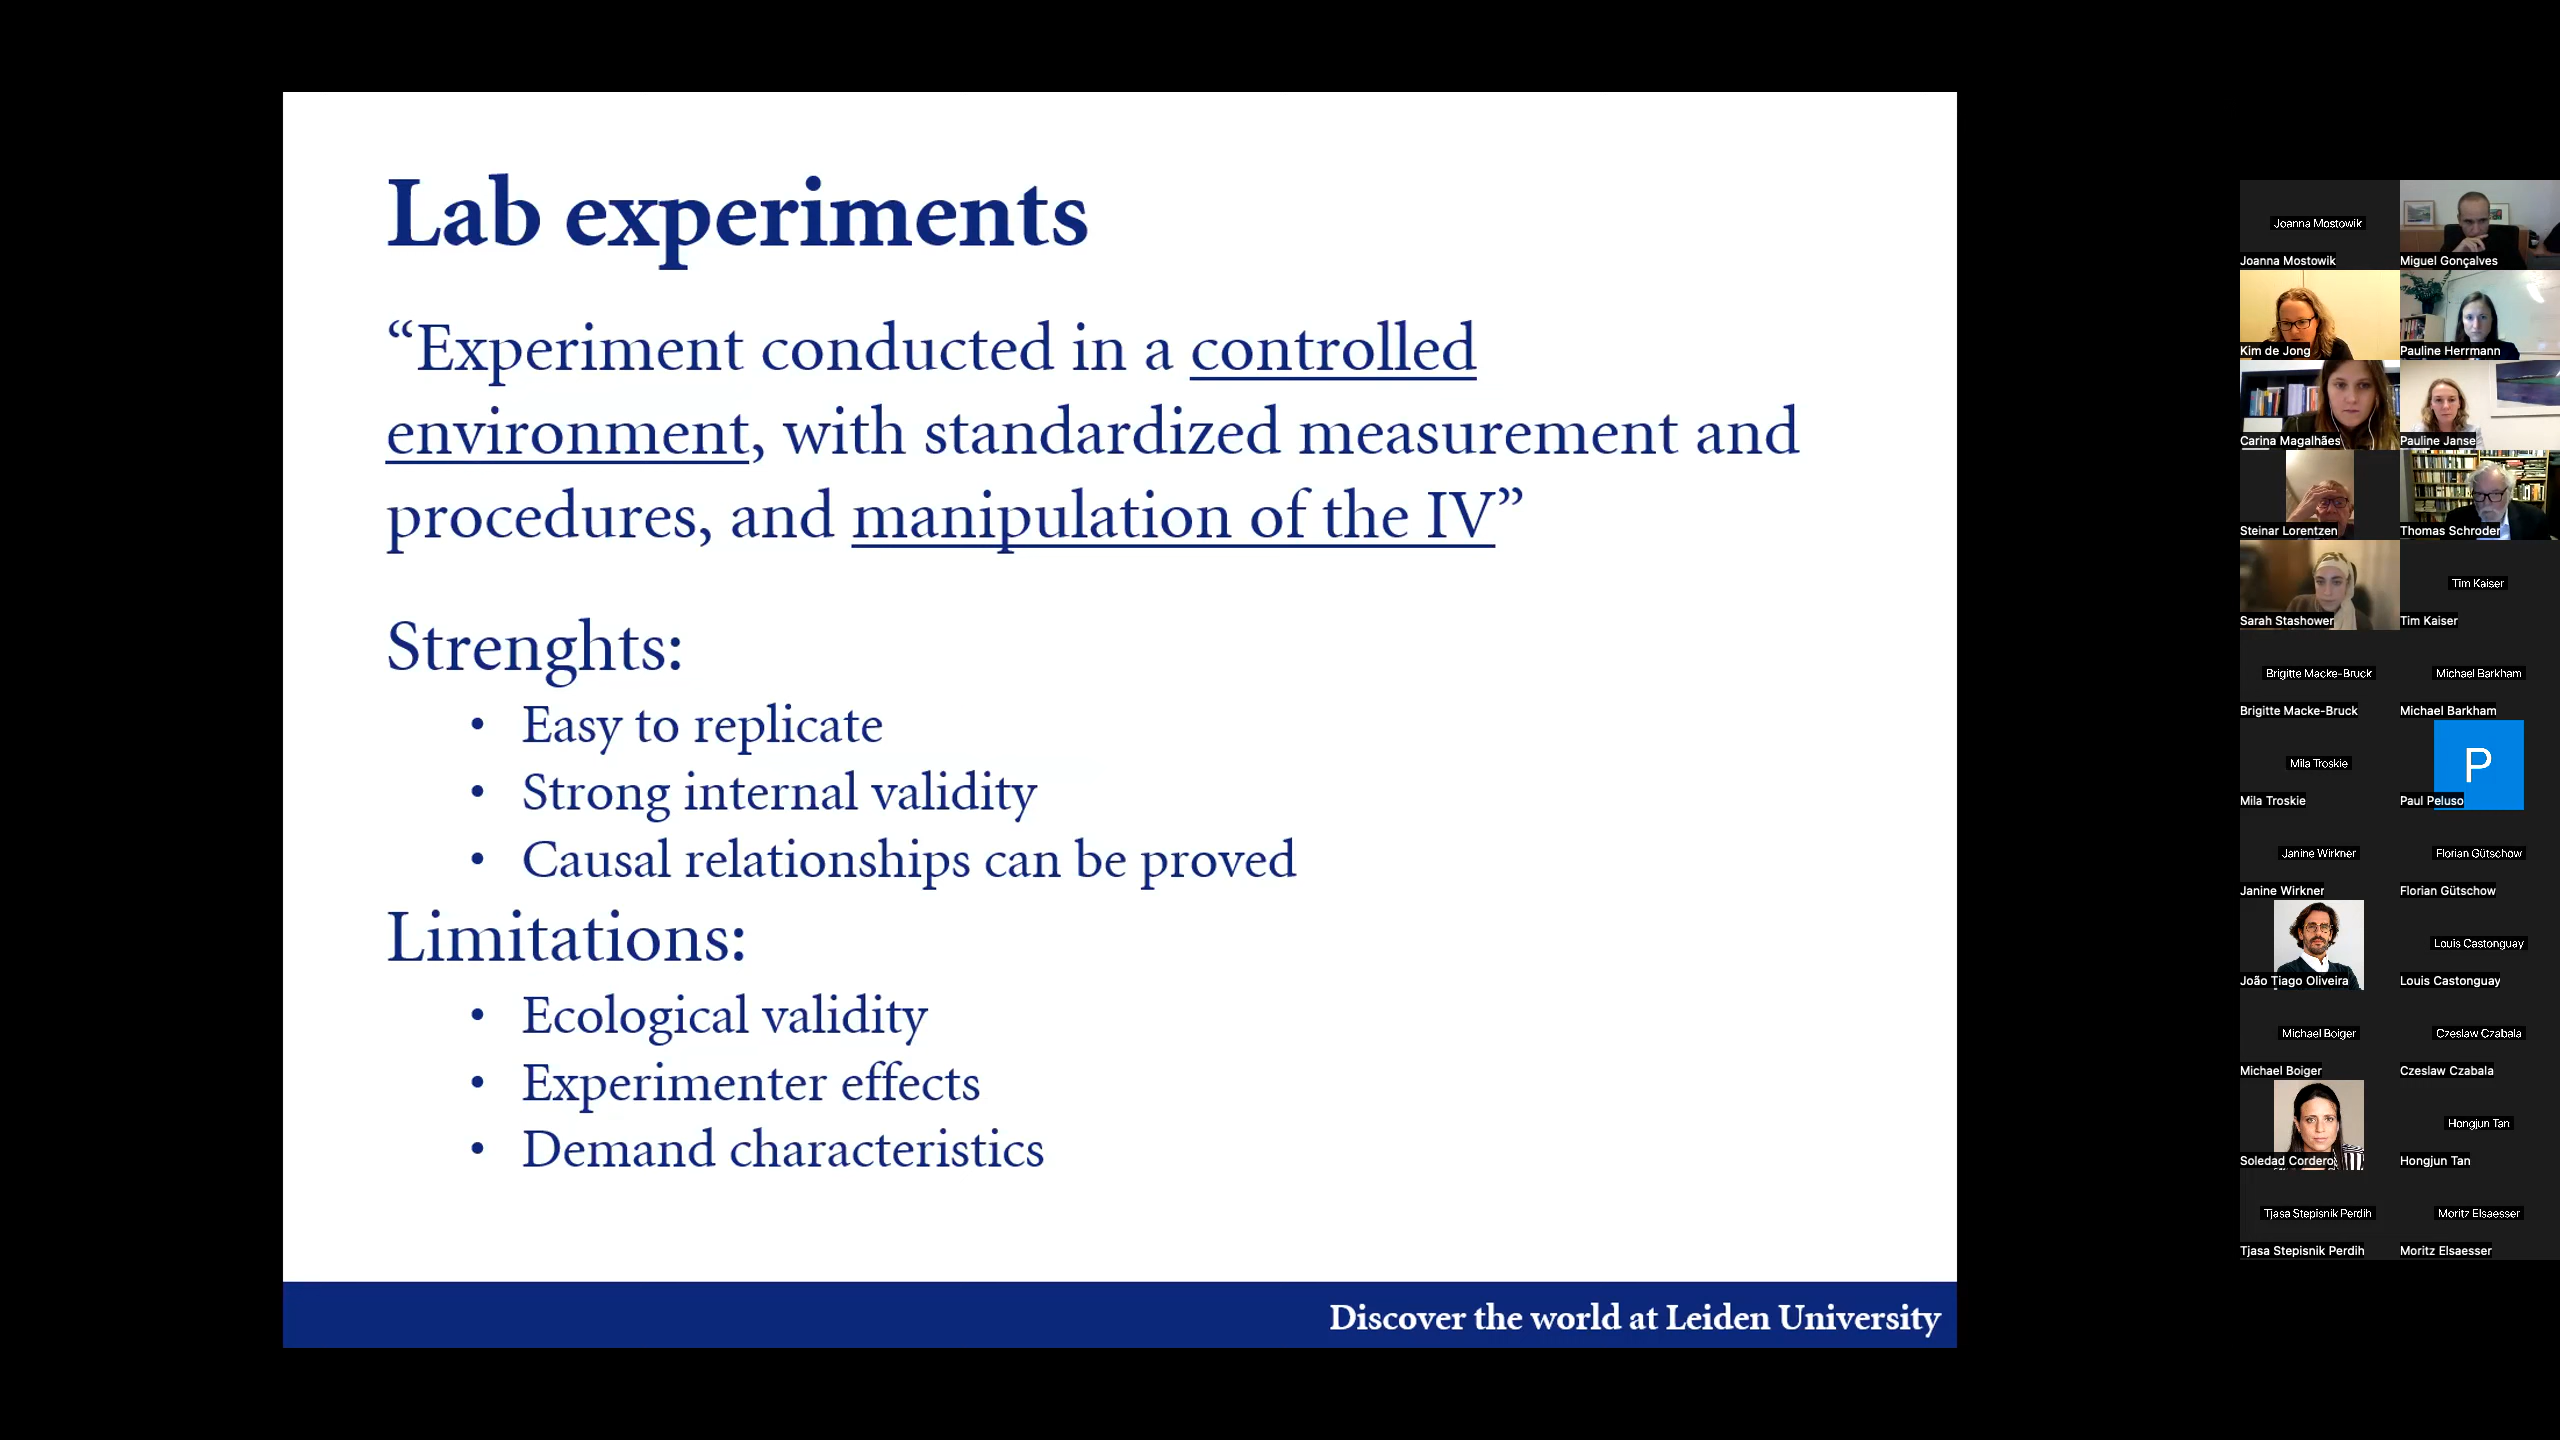 Lab experiments
“Experiment conducted in a controlled
environment, with standardized measurement and
procedures, and manipulation of the IV”
Strenghts:
• Easy to replicate
• Strong internal validity
• Causal relationships can be proved
Limitations:
• Ecological validity
• Experimenter effects
• Demand characteristics
Discover the world at Leiden University
Joanna Mostowik
Joanna Mostowik
Miguel Gonçalves
Kim de Jong
Pauline Herrmann
Carina Magalhães
Pauline Janse
Steinar Lorentzen
Thomas Schroder
Sarah Stashower
Tim Kaiser
Tim Kaiser
Brigitte Macke-Bruck
Brigitte Macke-Bruck
Michael Barkham
Michael Barkham
Mila Troskie
Mila Troskie
P
Paul Peluso
Janine Wirkner
Janine Wirkner
Florian Gütschow
Florian Gütschow
João Tiago Oliveira
Louis Castonguay
Louis Castonguay
Michael Boiger
Michael Boiger
Czeslaw Czabala
Czeslaw Czabala
Soledad Cordero
Hongjun Tan
Hongjun Tan
Tjasa Stepisnik Perdih
Tjasa Stepisnik Perdih
Moritz Elsaesser
Moritz Elsaesser